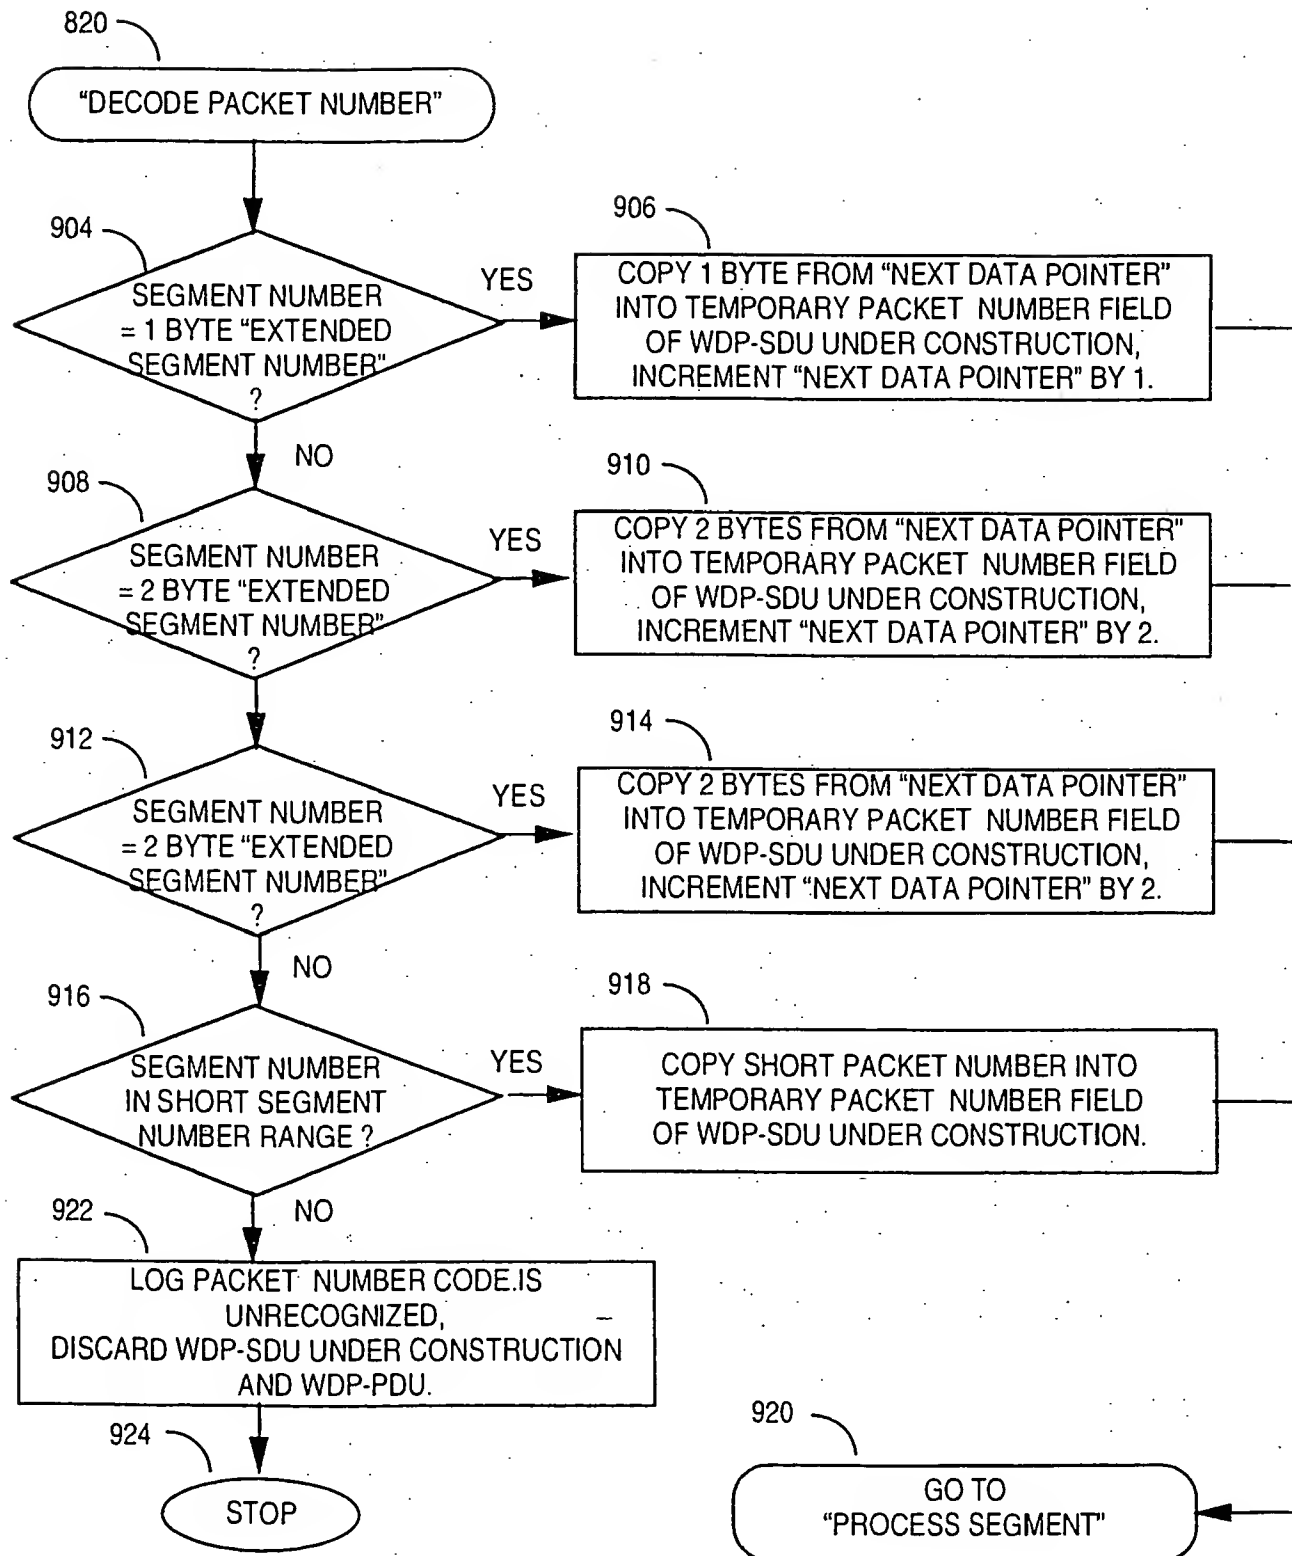 820
"DECODE PACKET NUMBER"
904
SEGMENT NUMBER
= 1 BYTE "EXTENDED
SEGMENT NUMBER"
?
YES
906
COPY 1 BYTE FROM "NEXT DATA POINTER"
INTO TEMPORARY PACKET NUMBER FIELD
OF WDP-SDU UNDER CONSTRUCTION,
INCREMENT "NEXT DATA POINTER" BY 1.
NO
908
SEGMENT NUMBER
= 2 BYTE "EXTENDED
SEGMENT NUMBER"
?
YES
910
COPY 2 BYTES FROM "NEXT DATA POINTER"
INTO TEMPORARY PACKET NUMBER FIELD
OF WDP-SDU UNDER CONSTRUCTION,
INCREMENT "NEXT DATA POINTER" BY 2.
912
SEGMENT NUMBER
= 2 BYTE "EXTENDED
SEGMENT NUMBER"
?
YES
914
COPY 2 BYTES FROM "NEXT DATA POINTER"
INTO TEMPORARY PACKET NUMBER FIELD
OF WDP-SDU UNDER CONSTRUCTION,
INCREMENT "NEXT DATA POINTER" BY 2.
NO
916
SEGMENT NUMBER
IN SHORT SEGMENT
NUMBER RANGE ?
YES
918
COPY SHORT PACKET NUMBER INTO
TEMPORARY PACKET NUMBER FIELD
OF WDP-SDU UNDER CONSTRUCTION.
NO
922
LOG PACKET NUMBER CODE IS
UNRECOGNIZED,
DISCARD WDP-SDU UNDER CONSTRUCTION
AND WDP-PDU.
924
STOP
920
GO TO
"PROCESS SEGMENT"